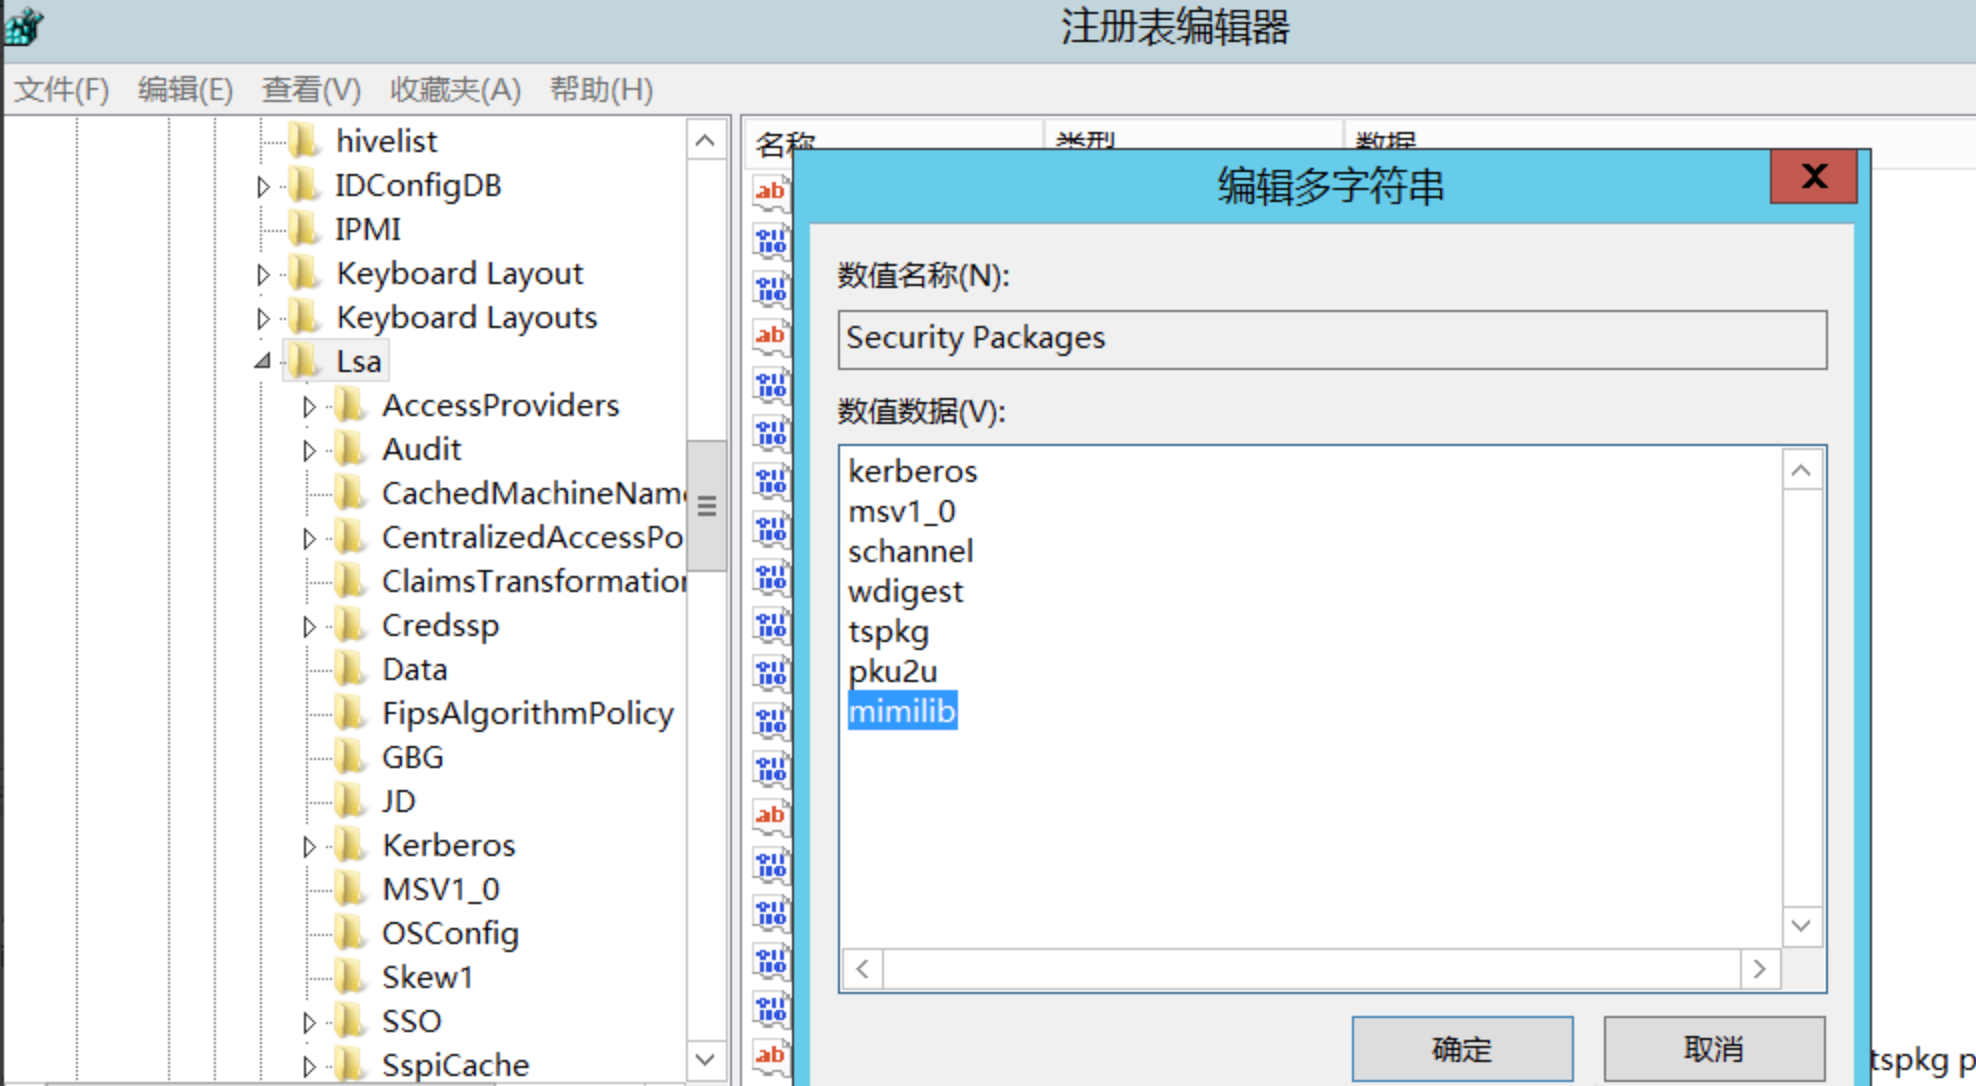 注册表编辑器
文件(F) 编辑(E) 查看(V) 收藏夹(A) 帮助(H)
hivelist
IDConfigDB
IPMI
Keyboard Layout
Keyboard Layouts
Lsa
AccessProviders
Audit
CachedMachineName
CentralizedAccessPo
ClaimsTransformation
Credssp
Data
FipsAlgorithmPolicy
GBG
JD
Kerberos
MSV1_0
OSConfig
Skew1
SSO
SspiCache
名称 类型 数据
编辑多字符串
X
数值名称(N):
Security Packages
数值数据(V):
kerberos
msv1_0
schannel
wdigest
tspkg
pku2u
mimilib
确定 取消
tspkg p